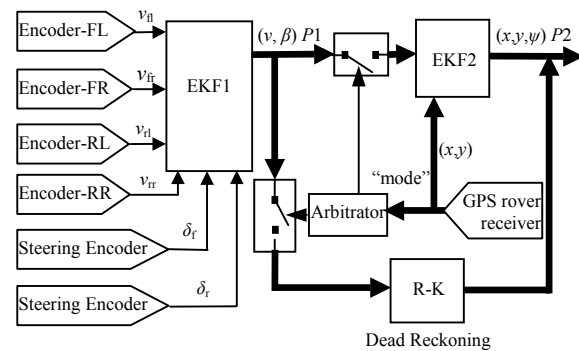 Encoder-FL
v_fl
Encoder-FR
v_fr
Encoder-RL
v_rl
Encoder-RR
v_rr
Steering Encoder
δ_f
Steering Encoder
δ_r
EKF1
(v, β) P1
EKF2
(x,y,ψ) P2
(x,y)
“mode”
Arbitrator
GPS rover
receiver
R-K
Dead Reckoning